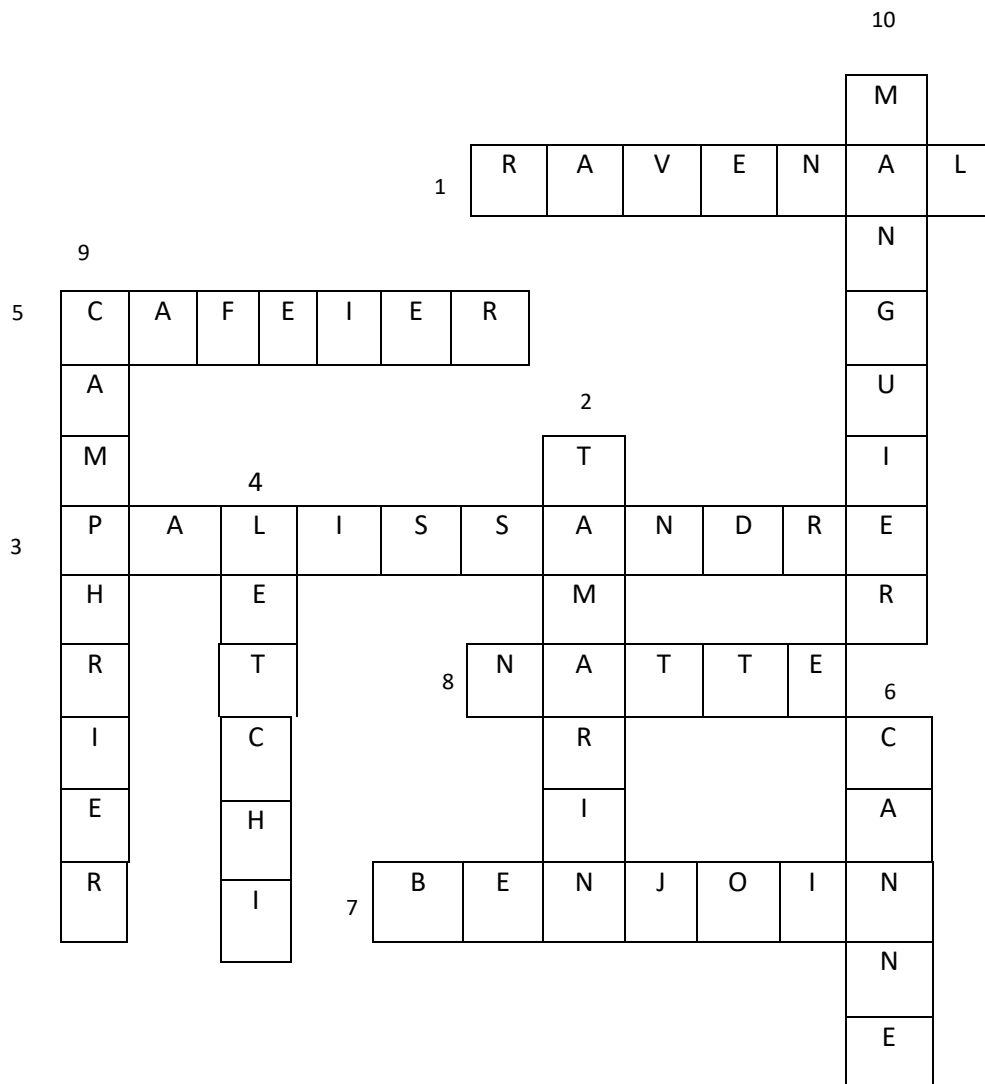 10
M
1 R A V E N A L
N
9
5 C A F E I E R G
A U
2
M T I
4
3 P A L I S S A N D R E
H E M R
8 R T N A T T E
6
I C R C
E H I A
7 R I B E N J O I N
N
E